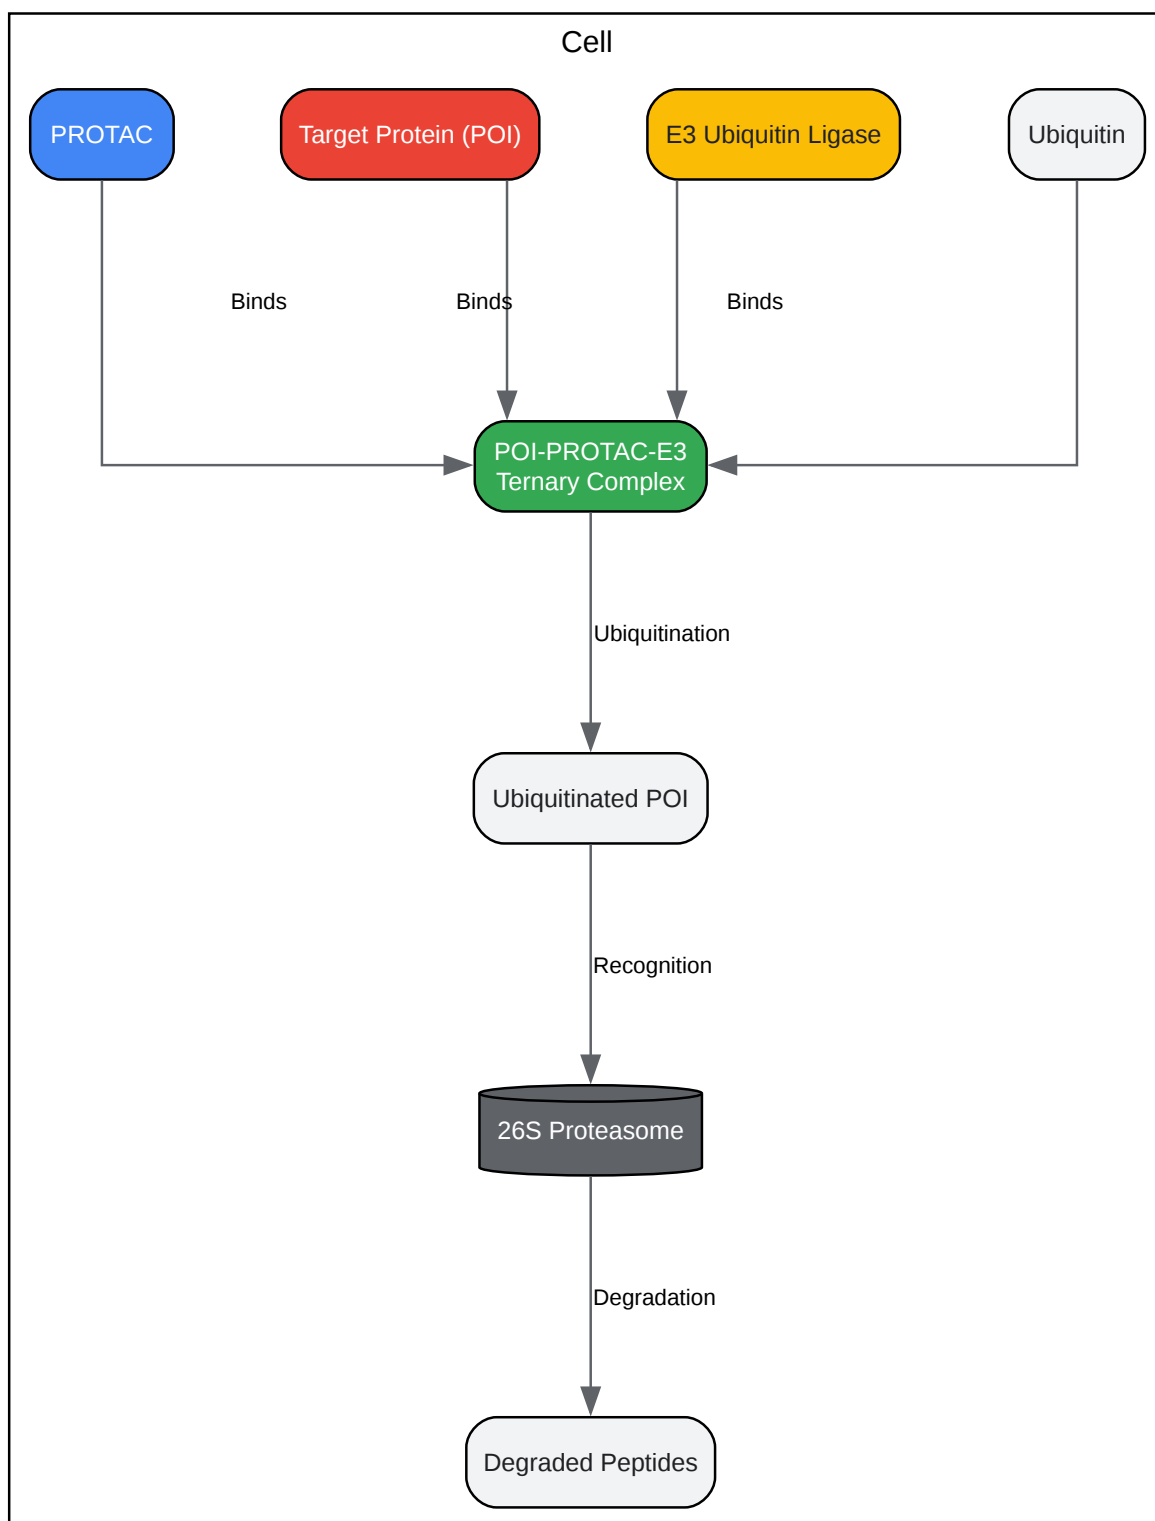 Cell
PROTAC
Target Protein (POI)
E3 Ubiquitin Ligase
Ubiquitin
Binds
Binds
Binds
POI-PROTAC-E3
Ternary Complex
Ubiquitination
Ubiquitinated POI
Recognition
26S Proteasome
Degradation
Degraded Peptides